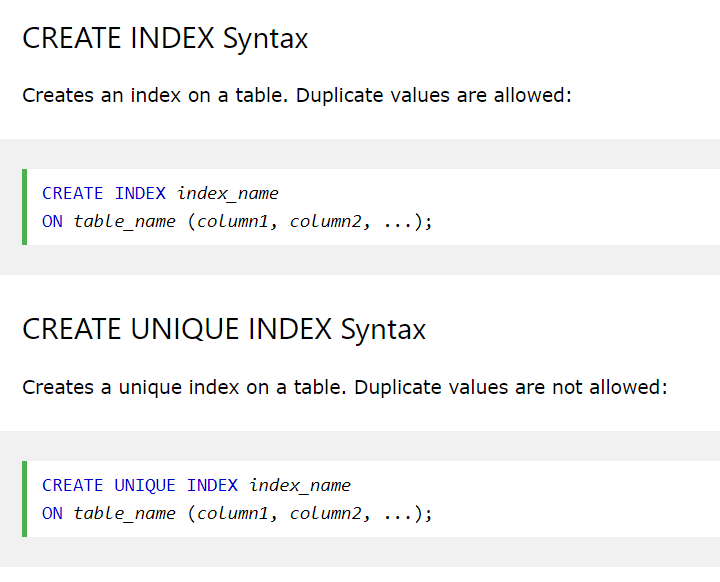 CREATE INDEX Syntax
Creates an index on a table. Duplicate values are allowed:
CREATE INDEX index_name
ON table_name (column1, column2, ...);
CREATE UNIQUE INDEX Syntax
Creates a unique index on a table. Duplicate values are not allowed:
CREATE UNIQUE INDEX index_name
ON table_name (column1, column2, ...);